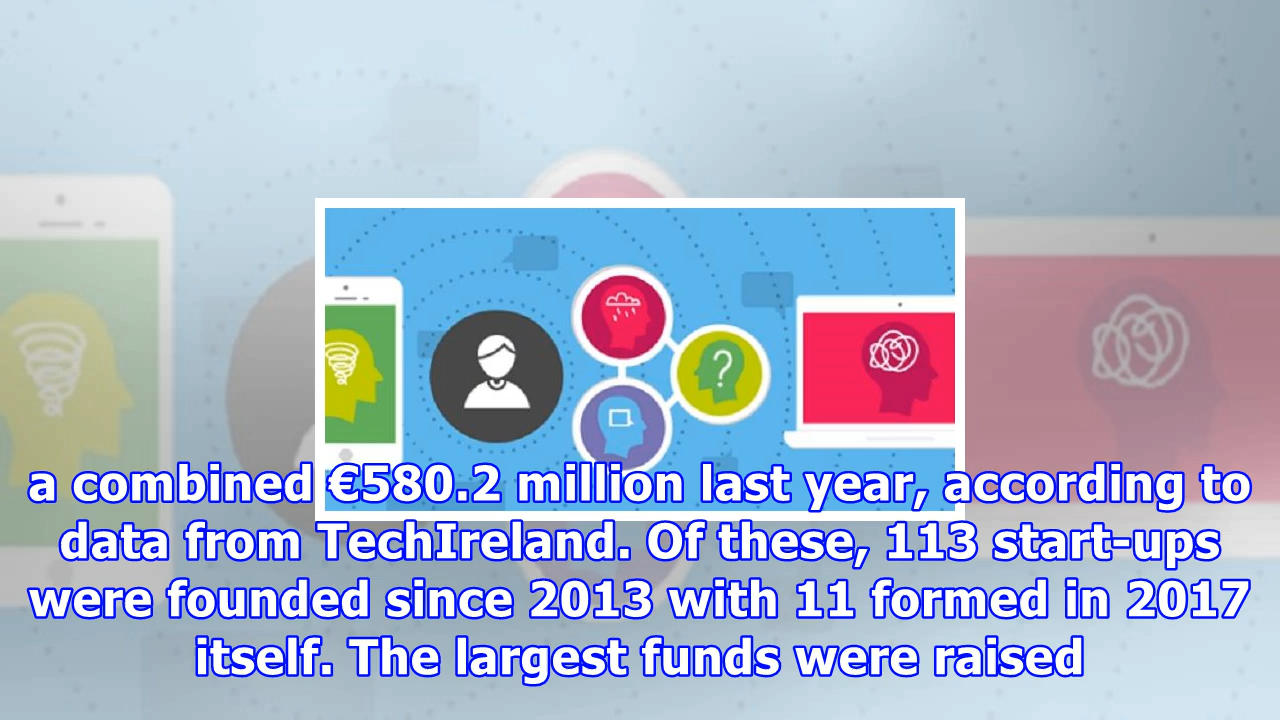 a combined €580.2 million last year, according to
data from TechIreland. Of these, 113 start-ups
were founded since 2013 with 11 formed in 2017
itself. The largest funds were raised
?